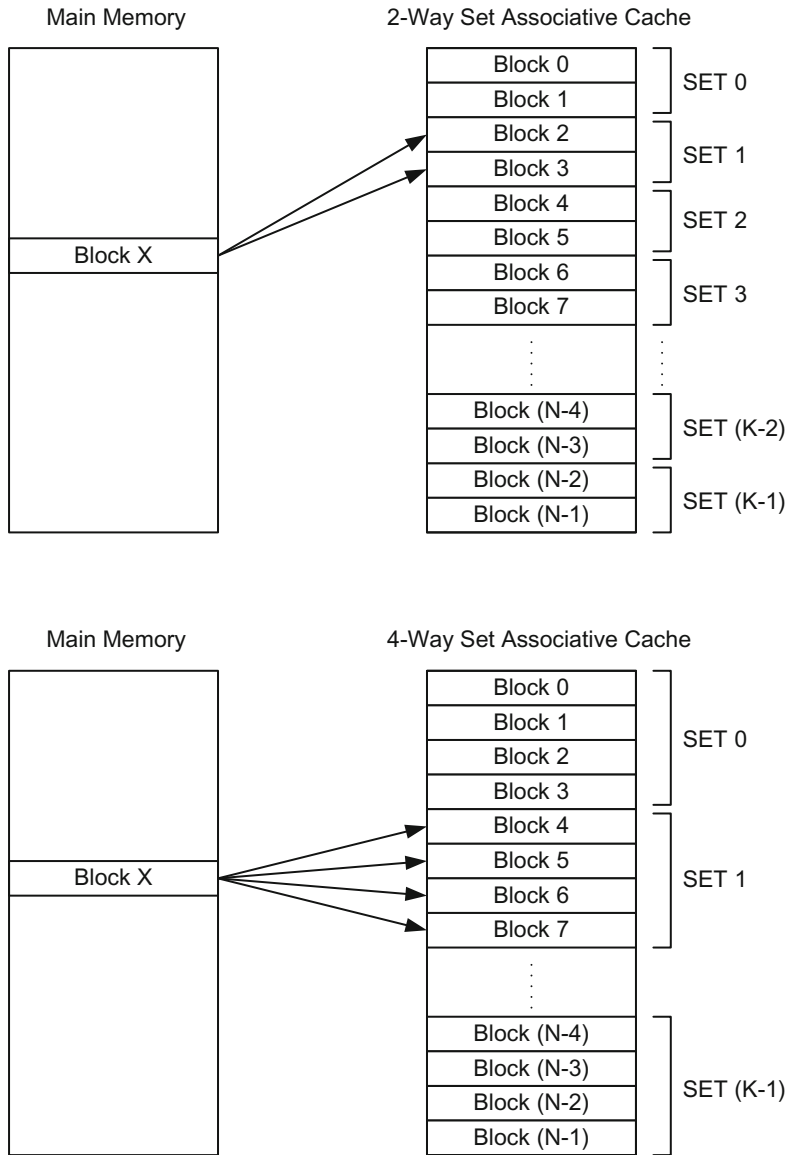 Main Memory
2-Way Set Associative Cache
Block X
Block 0
Block 1
Block 2
Block 3
Block 4
Block 5
Block 6
Block 7
Block (N-4)
Block (N-3)
Block (N-2)
Block (N-1)
SET 0
SET 1
SET 2
SET 3
SET (K-2)
SET (K-1)
Main Memory
4-Way Set Associative Cache
Block X
Block 0
Block 1
Block 2
Block 3
Block 4
Block 5
Block 6
Block 7
Block (N-4)
Block (N-3)
Block (N-2)
Block (N-1)
SET 0
SET 1
SET (K-1)